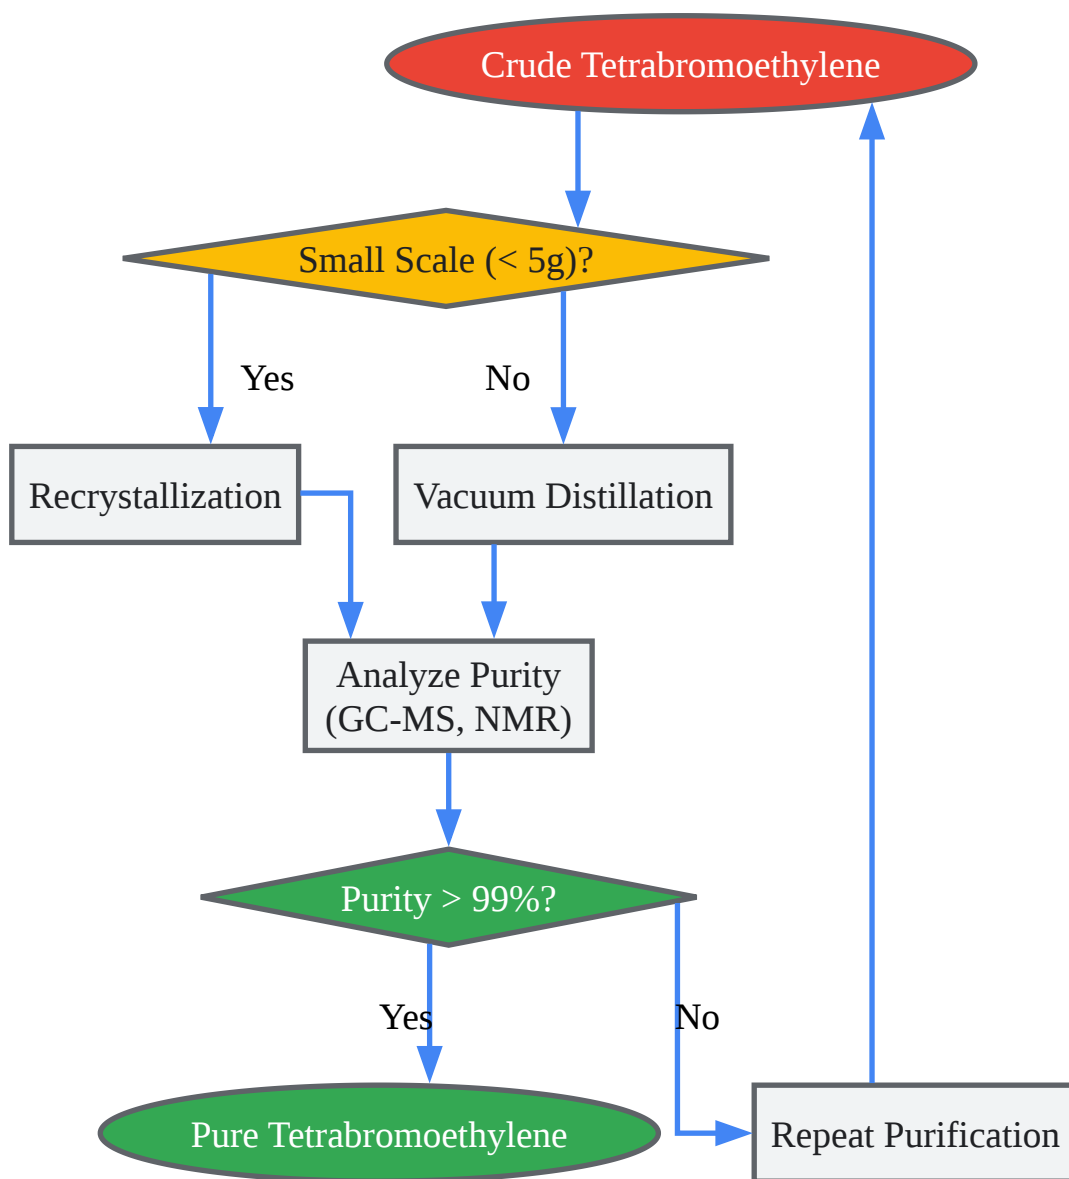 Crude Tetrabromoethylene
Small Scale (< 5g)?
Yes
No
Recrystallization
Vacuum Distillation
Analyze Purity
(GC-MS, NMR)
Purity > 99%?
Yes
No
Pure Tetrabromoethylene
Repeat Purification